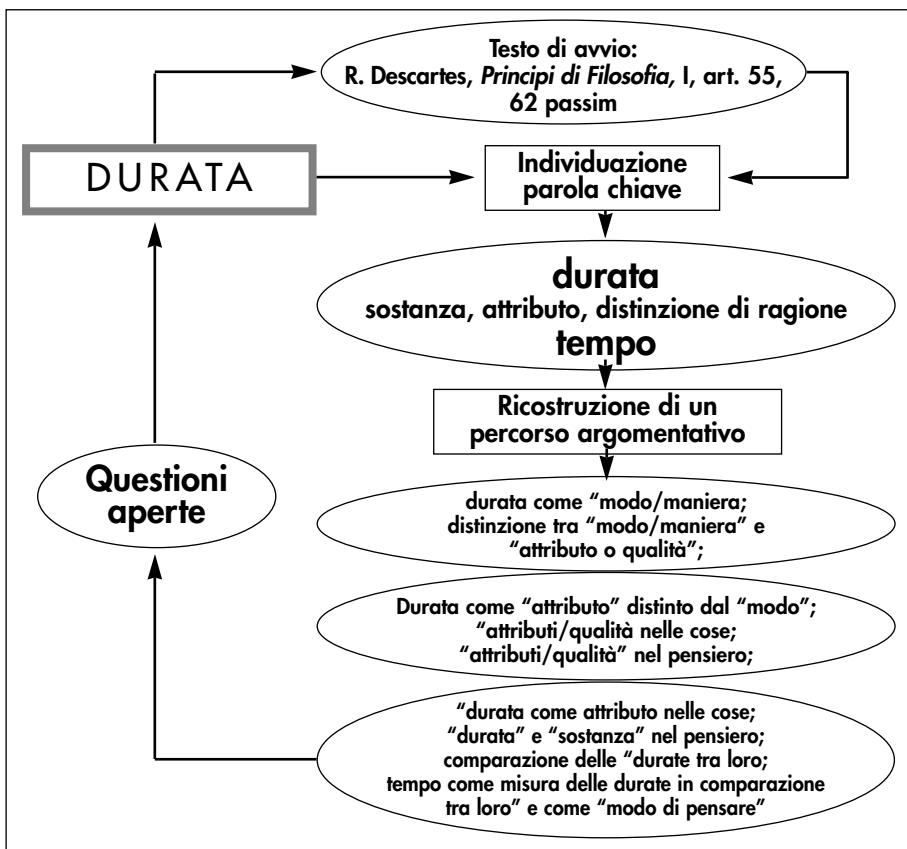 Testo di avvio:
R. Descartes, Principi di Filosofia, I, art. 55,
62 passim
DURATA
Individuazione
parola chiave
durata
sostanza, attributo, distinzione di ragione
tempo
Ricostruzione di un
percorso argomentativo
Questioni
aperte
durata come “modo/maniera;
distinzione tra “modo/maniera” e
“attributo o qualità”;
Durata come “attributo” distinto dal “modo”;
“attributi/qualità nelle cose;
“attributi/qualità” nel pensiero;
“durata come attributo nelle cose;
“durata” e “sostanza” nel pensiero;
comparazione delle “durate tra loro;
tempo come misura delle durate in comparazione
tra loro” e come “modo di pensare”